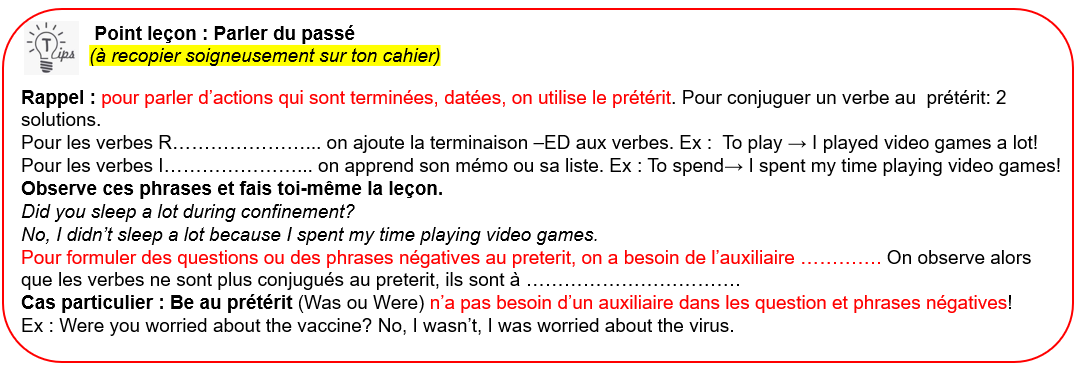 Tips
Point leçon : Parler du passé
(à recopier soigneusement sur ton cahier)
Rappel : pour parler d'actions qui sont terminées, datées, on utilise le prétérit. Pour conjuguer un verbe au prétérit: 2
solutions.
Pour les verbes R…………………... on ajoute la terminaison –ED aux verbes. Ex : To play → I played video games a lot!
Pour les verbes I…………………... on apprend son mémo ou sa liste. Ex : To spend→ I spent my time playing video games!
Observe ces phrases et fais toi-même la leçon.
Did you sleep a lot during confinement?
No, I didn't sleep a lot because I spent my time playing video games.
Pour formuler des questions ou des phrases négatives au preterit, on a besoin de l'auxiliaire …………. On observe alors
que les verbes ne sont plus conjugués au preterit, ils sont à …………………………….
Cas particulier : Be au prétérit (Was ou Were) n'a pas besoin d'un auxiliaire dans les question et phrases négatives!
Ex : Were you worried about the vaccine? No, I wasn't, I was worried about the virus.